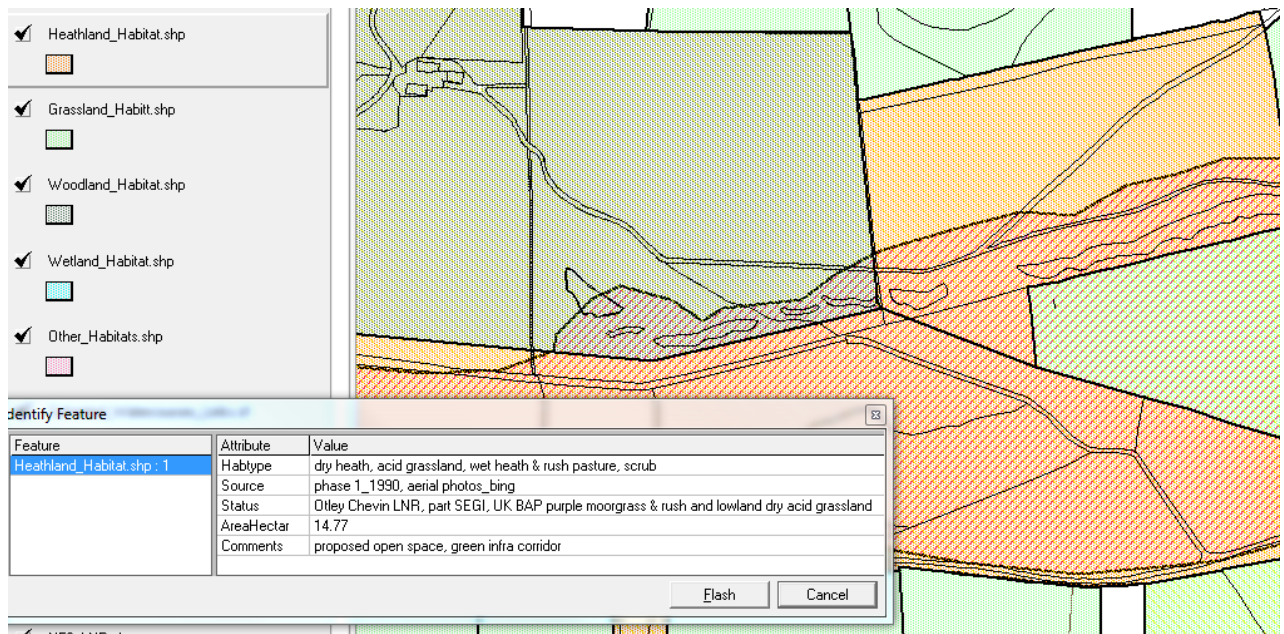 Heathland_Habitat.shp
Grassland_Habitt.shp
Woodland_Habitat.shp
Wetland_Habitat.shp
Other_Habitats.shp
dentify Feature
Feature
Heathland_Habitat.shp : 1
Attribute Value
Habtype dry heath, acid grassland, wet heath & rush pasture, scrub
Source phase 1_1990, aerial photos_bing
Status Otley Chevin LNR, part SEGI, UK BAP purple moorgrass & rush and lowland dry acid grassland
AreaHectar 14.77
Comments proposed open space, green infra corridor
Flash Cancel